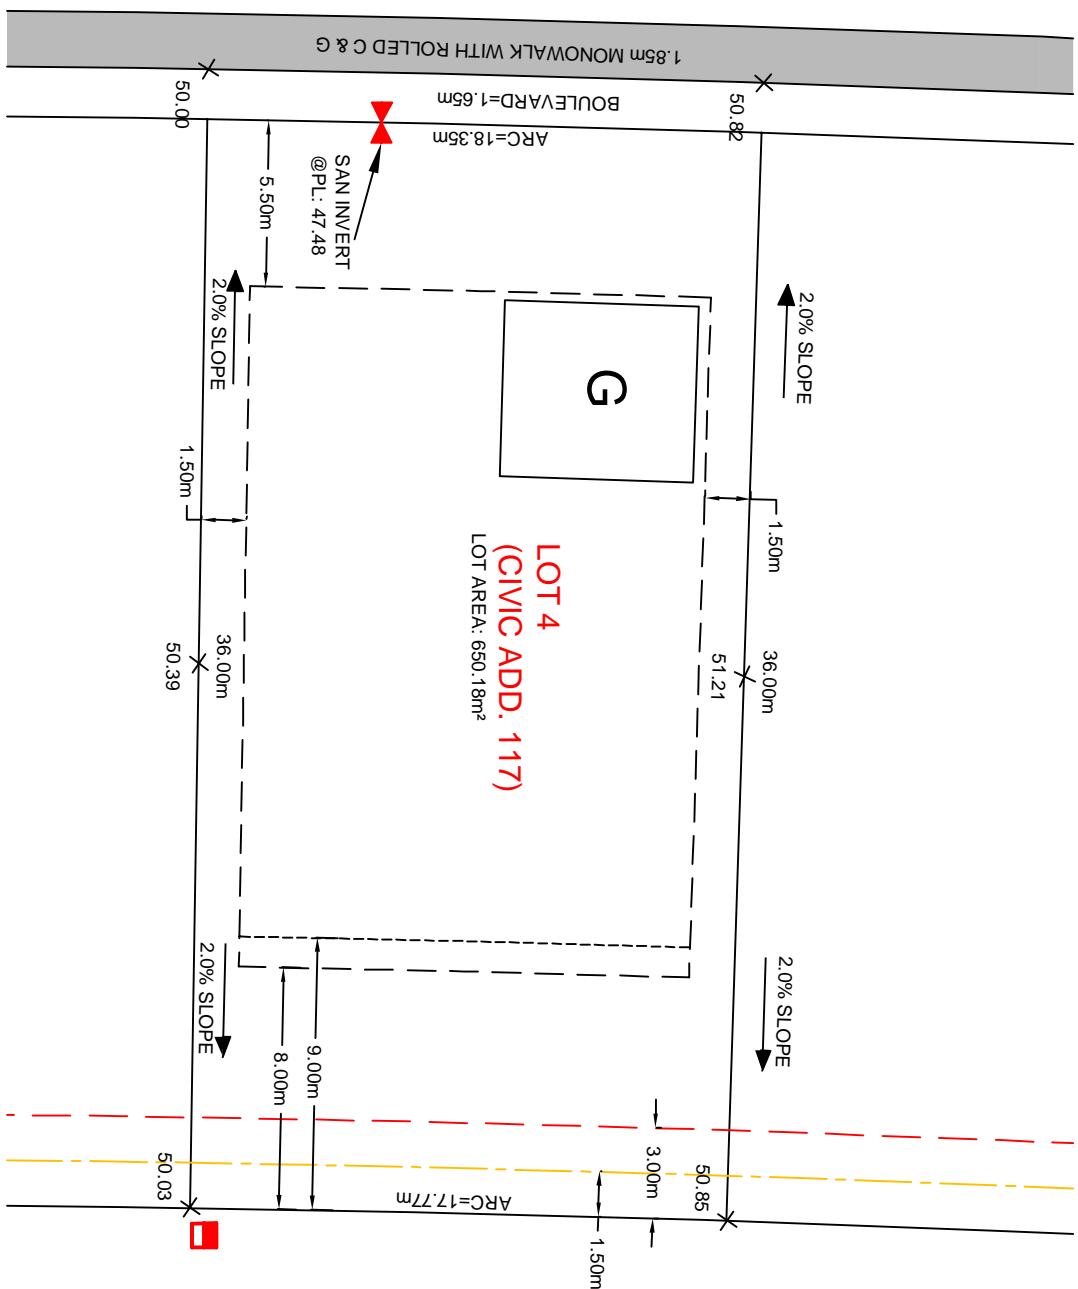 1.85m MONOWALK WITH ROLLED C & G
BOULEVARD=1.65m
50.00
50.82
ARC=18.35m
SAN INVERT
@PL: 47.48
5.50m
2.0% SLOPE
2.0% SLOPE
G
1.50m
1.50m
LOT 4
(CIVIC ADD. 117)
LOT AREA: 650.18m²
36.00m
50.39
36.00m
51.21
2.0% SLOPE
2.0% SLOPE
9.00m
8.00m
3.00m
50.03
50.85
ARC=17.77m
1.50m